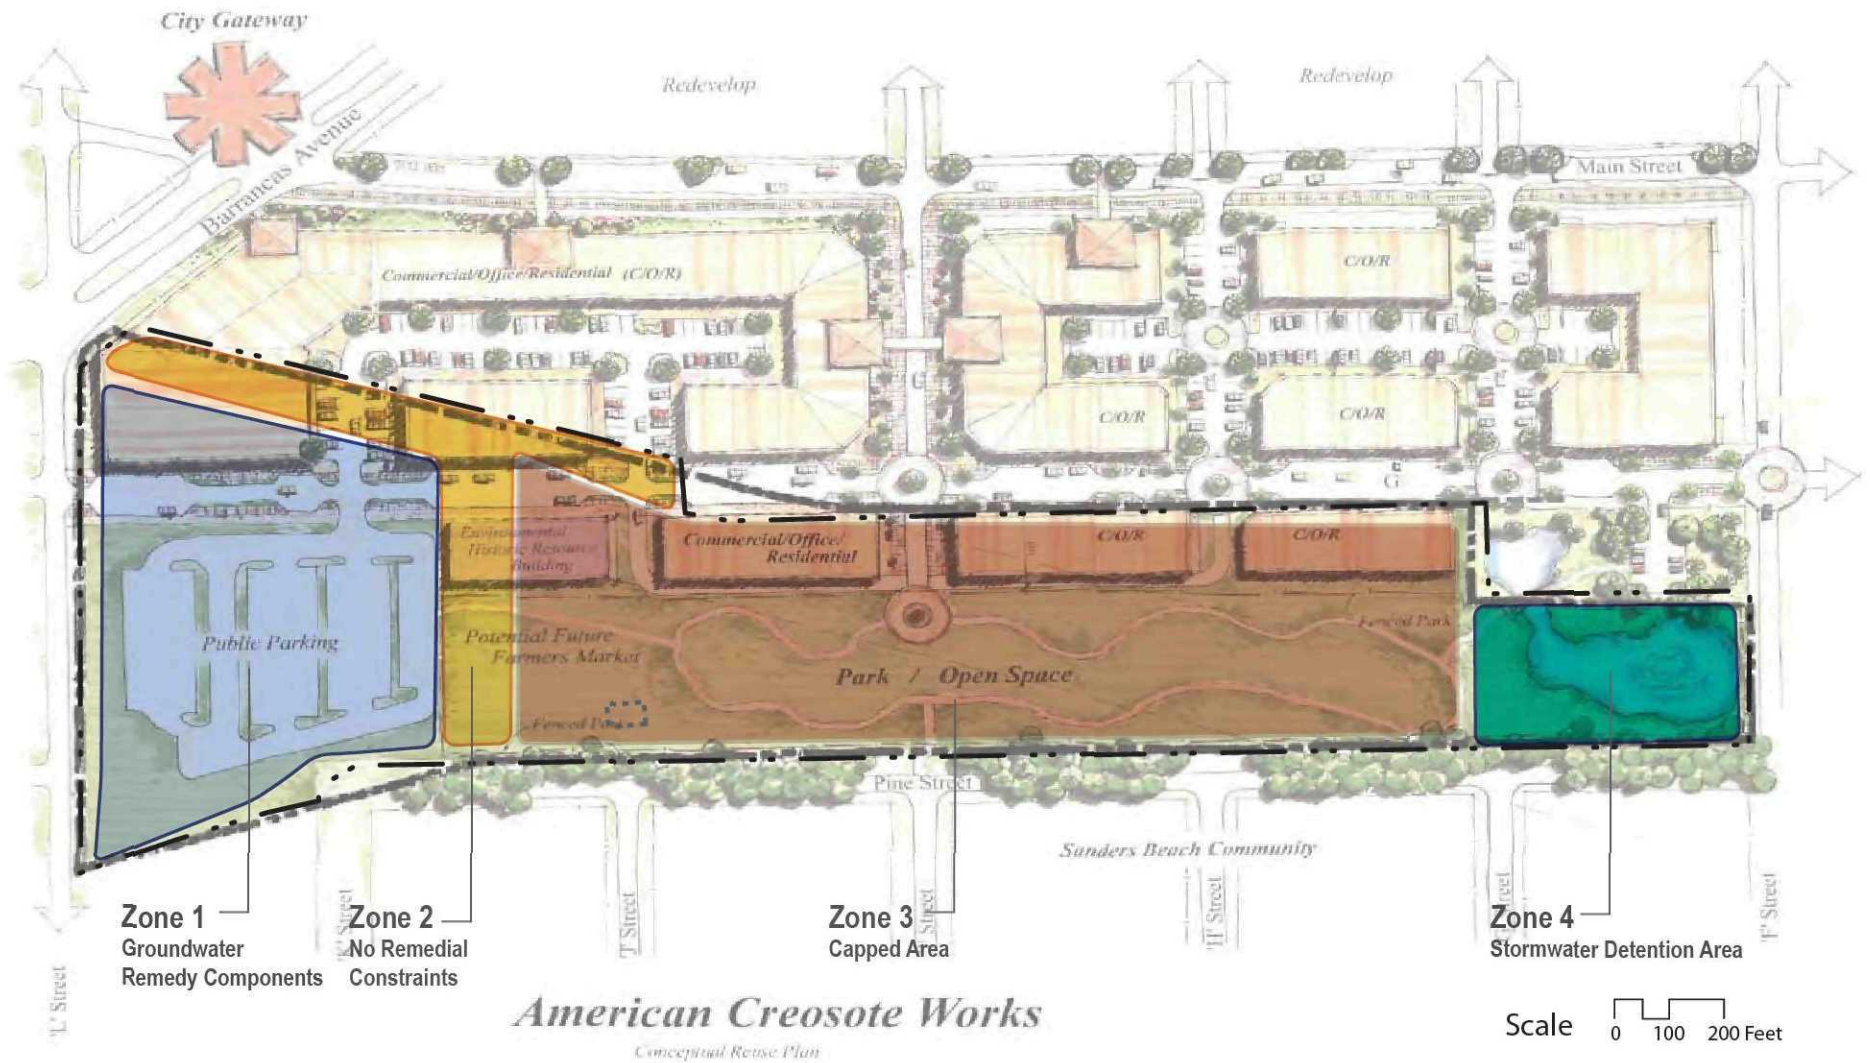 City Gateway
Redevelop
Redevelop
Barrancas Avenue
Main Street
Commercial/Office/Residential (C/O/R)
C/O/R
C/O/R
C/O/R
G
Environmental
Historic Resource
Building
Commercial/Office/
Residential
C/O/R
C/O/R
Public Parking
Potential Future
Farmers Market
Fenced Park
Park / Open Space
Fenced Park
Pine Street
Sanders Beach Community
'L' Street
'K' Street
'J' Street
Street
'H' Street
Street
'F' Street
Zone 1
Groundwater
Remedy Components
Zone 2
No Remedial
Constraints
Zone 3
Capped Area
Zone 4
Stormwater Detention Area
American Creosote Works
Conceptual Reuse Plan
Scale
0 100 200 Feet